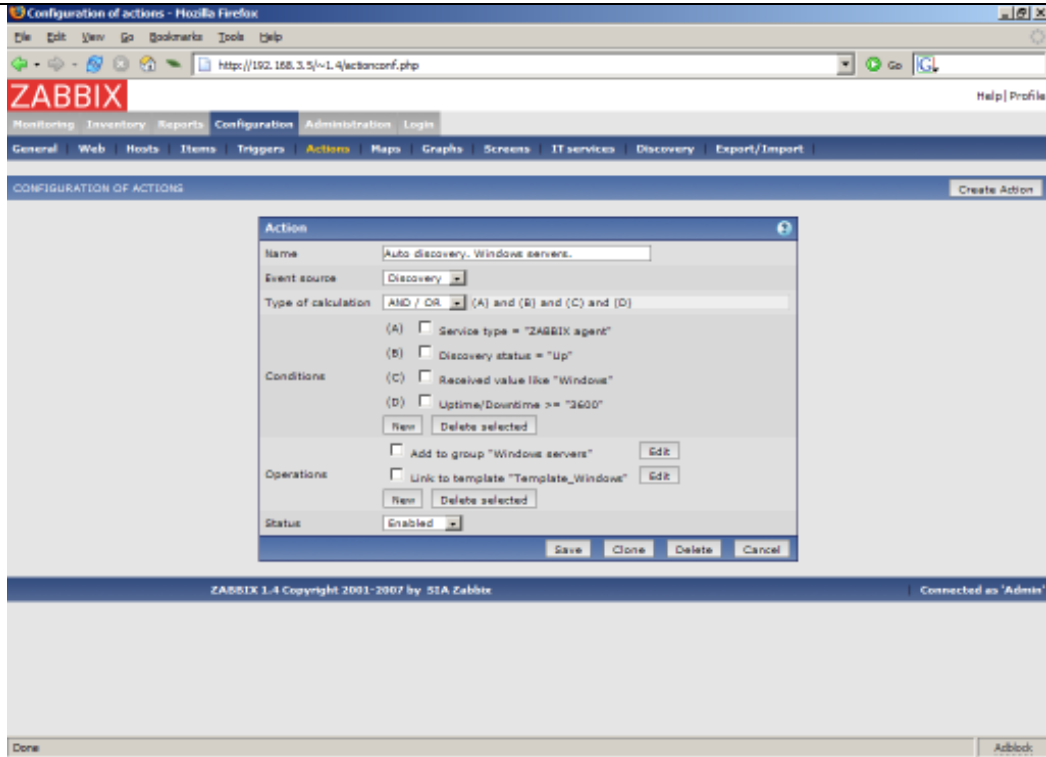 Configuration of actions - Mozilla Firefox
File Edit View Go Bookmarks Tools Help
http://192.168.3.5/~1.4/actionconf.php Go G
ZABBIX Help | Profile
Monitoring Inventory Reports Configuration Administration Login
General | Web | Hosts | Items | Triggers | Actions | Maps | Graphs | Screens | IT services | Discovery | Export/Import |
CONFIGURATION OF ACTIONS Create Action
Action
Name Auto discovery. Windows servers.
Event source Discovery
Type of calculation AND / OR (A) and (B) and (C) and (D)
(A) Service type = "ZABBIX agent"
(B) Discovery status = "Up"
Conditions (C) Received value like "Windows"
(D) Uptime/Downtime >= "3600"
New Delete selected
Add to group "Windows servers" Edit
Operations Link to template "Template_Windows" Edit
New Delete selected
Status Enabled
Save Clone Delete Cancel
ZABBIX 1.4 Copyright 2001-2007 by SIA Zabbix | Connected as 'Admin'
Done Adblock